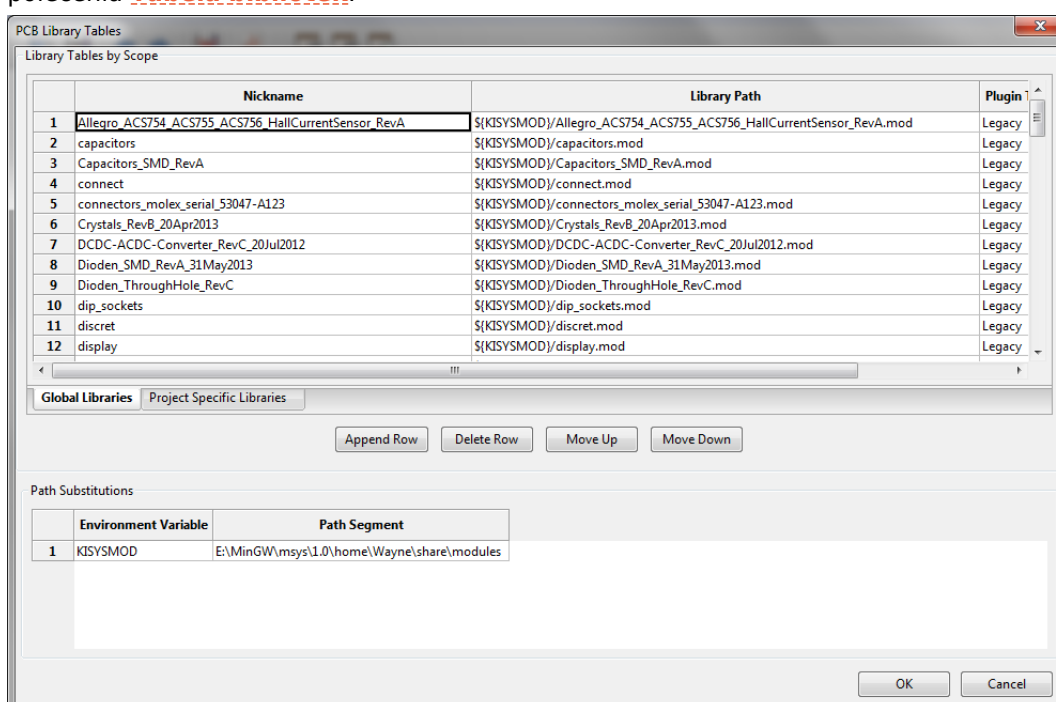 PCB Library Tables
Library Tables by Scope
Nickname Library Path Plugin
1 Allegro_ACS754_ACS755_ACS756_HallCurrentSensor_RevA ${KISYSMOD}/Allegro_ACS754_ACS755_ACS756_HallCurrentSensor_RevA.mod Legacy
2 capacitors ${KISYSMOD}/capacitors.mod Legacy
3 Capacitors_SMD_RevA ${KISYSMOD}/Capacitors_SMD_RevA.mod Legacy
4 connect ${KISYSMOD}/connect.mod Legacy
5 connectors_molex_serial_53047-A123 ${KISYSMOD}/connectors_molex_serial_53047-A123.mod Legacy
6 Crystals_RevB_20Apr2013 ${KISYSMOD}/Crystals_RevB_20Apr2013.mod Legacy
7 DCDC-ACDC-Converter_RevC_20Jul2012 ${KISYSMOD}/DCDC-ACDC-Converter_RevC_20Jul2012.mod Legacy
8 Dioden_SMD_RevA_31May2013 ${KISYSMOD}/Dioden_SMD_RevA_31May2013.mod Legacy
9 Dioden_ThroughHole_RevC ${KISYSMOD}/Dioden_ThroughHole_RevC.mod Legacy
10 dip_sockets ${KISYSMOD}/dip_sockets.mod Legacy
11 discret ${KISYSMOD}/discret.mod Legacy
12 display ${KISYSMOD}/display.mod Legacy
Global Libraries Project Specific Libraries
Append Row Delete Row Move Up Move Down
Path Substitutions
Environment Variable Path Segment
1 KISYSMOD E:\MinGW\msys\1.0\home\Wayne\share\modules
OK Cancel